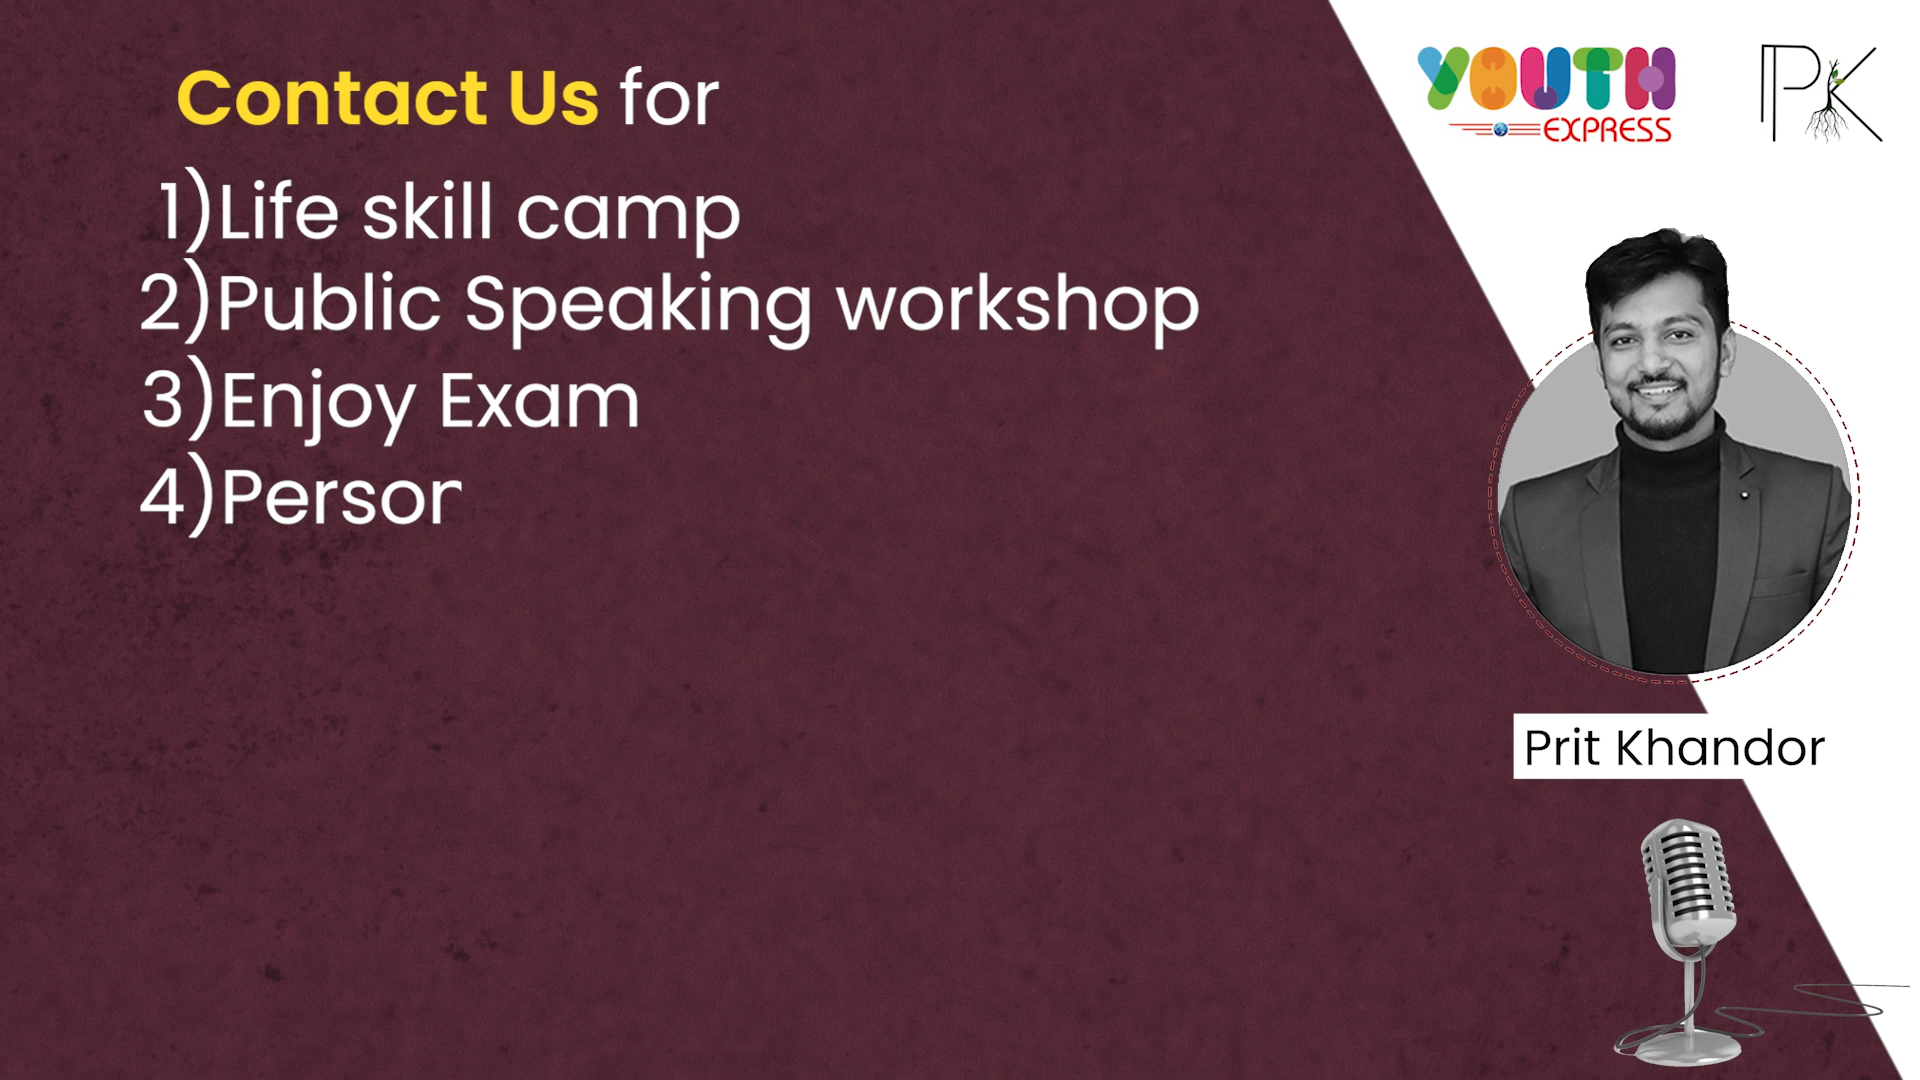 Contact Us for
1)Life skill camp
2)Public Speaking workshop
3)Enjoy Exam
4)
YOUTH
EXPRESS
PK
Prit Khandor